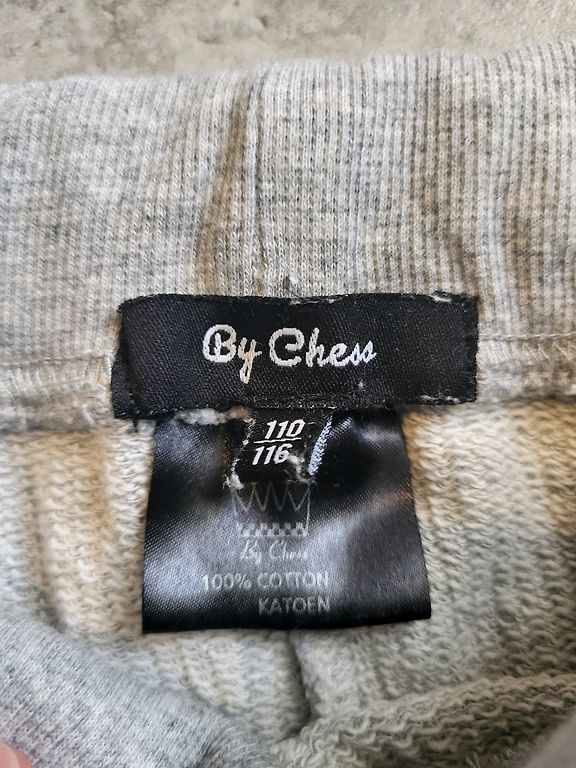 By Chess
110
116
By Chess
100% COTTON
KATOEN